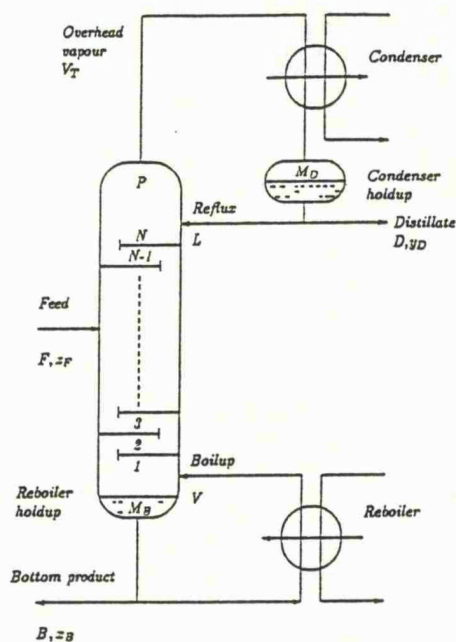 Overhead
vapour
V_T
Condenser
P
M_D
Condenser
holdup
Reflux
L
Distillate
D, y_D
N
N-1
Feed
F, z_F
3
2
1
Boilup
V
Reboiler
holdup
M_B
Reboiler
Bottom product
B, z_B